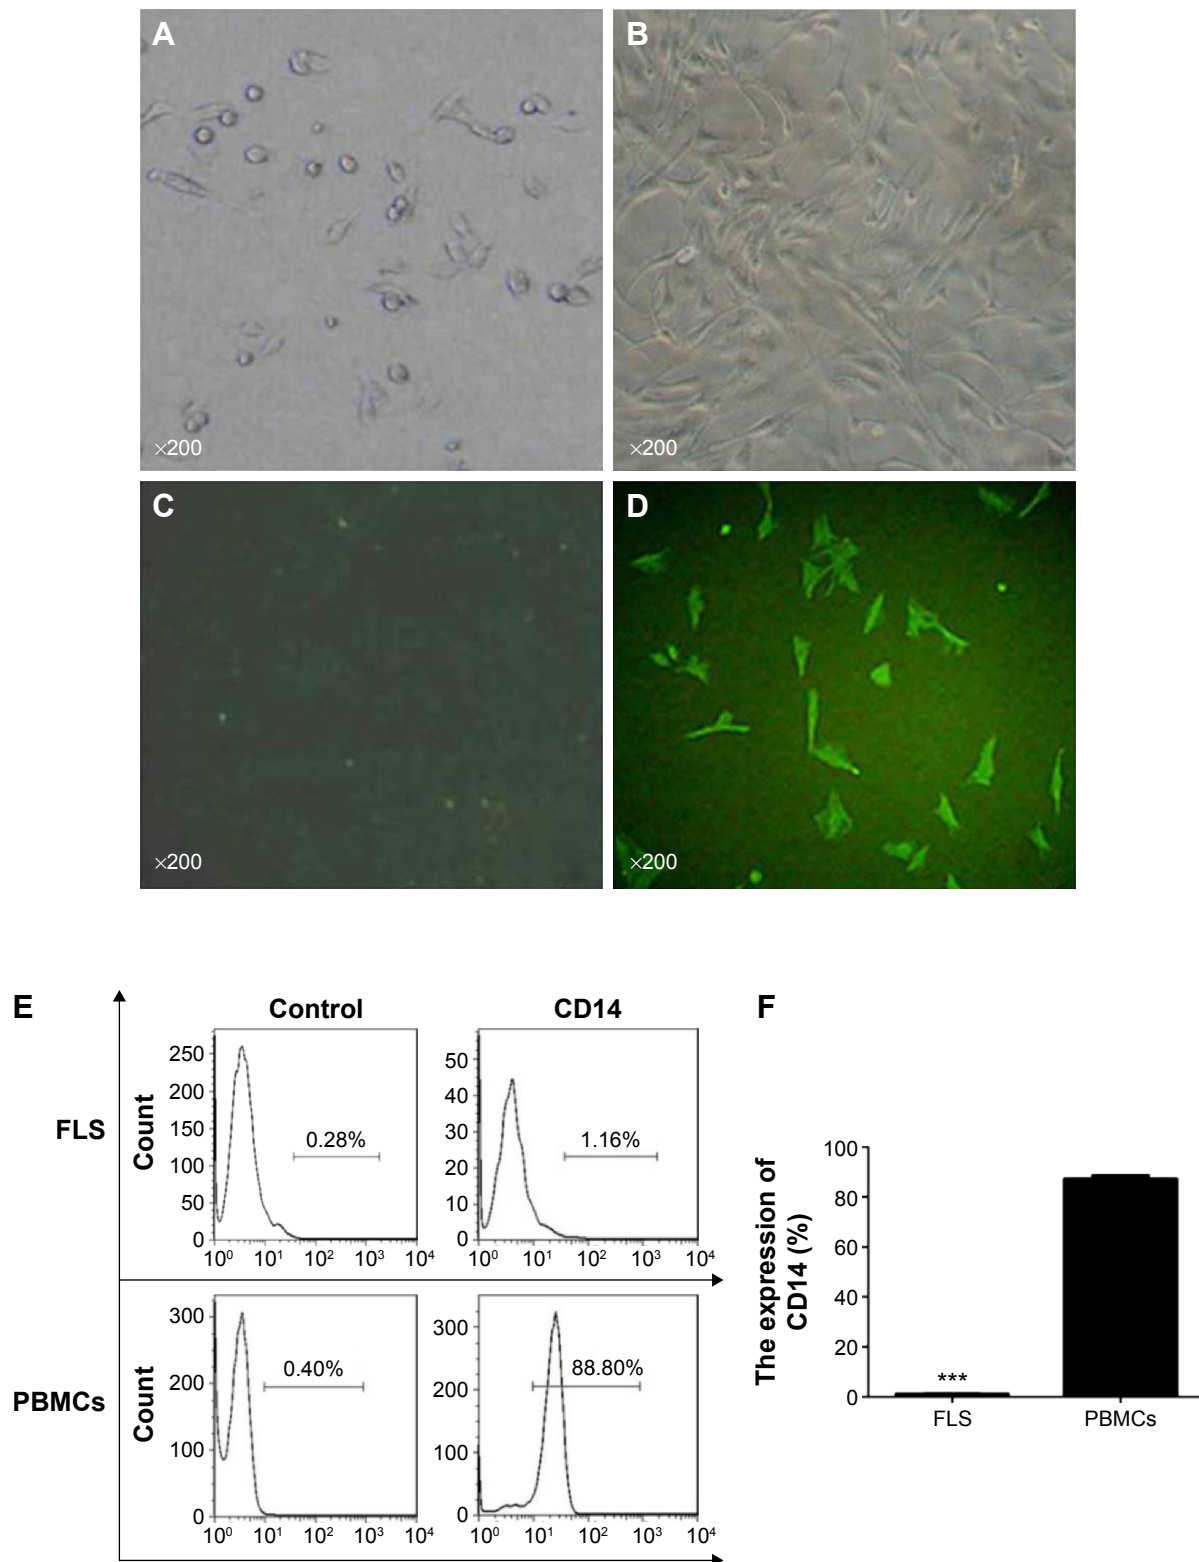 A
B
×200
×200
C
D
×200
×200
E
Control
CD14
F
FLS
Count
250
200
150
100
50
0
0.28%
10⁰ 10¹ 10² 10³ 10⁴
50
40
30
20
10
0
1.16%
10⁰ 10¹ 10² 10³ 10⁴
PBMCs
Count
300
200
100
0
0.40%
10⁰ 10¹ 10² 10³ 10⁴
300
200
100
0
88.80%
10⁰ 10¹ 10² 10³ 10⁴
The expression of
CD14 (%)
100
80
60
40
20
0
***
FLS
PBMCs